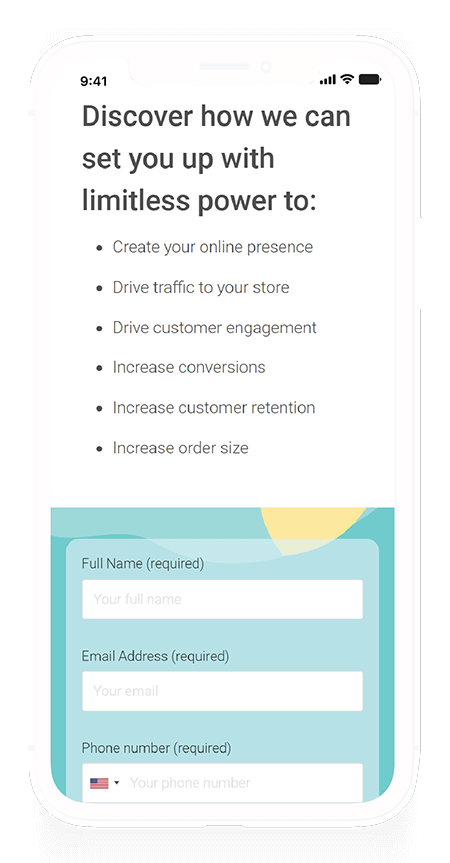 9:41
Discover how we can
set you up with
limitless power to:
• Create your online presence
• Drive traffic to your store
• Drive customer engagement
• Increase conversions
• Increase customer retention
• Increase order size
Full Name (required)
Your full name
Email Address (required)
Your email
Phone number (required)
Your phone number